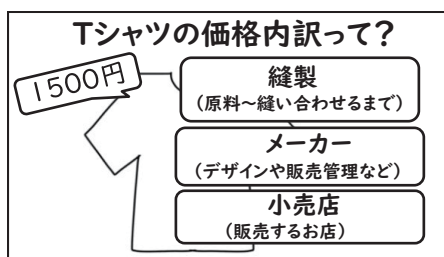 Tシャツの価格内訳って?
1500円
縫製
(原料~縫い合わせるまで)
メーカー
(デザインや販売管理など)
小売店
(販売するお店)